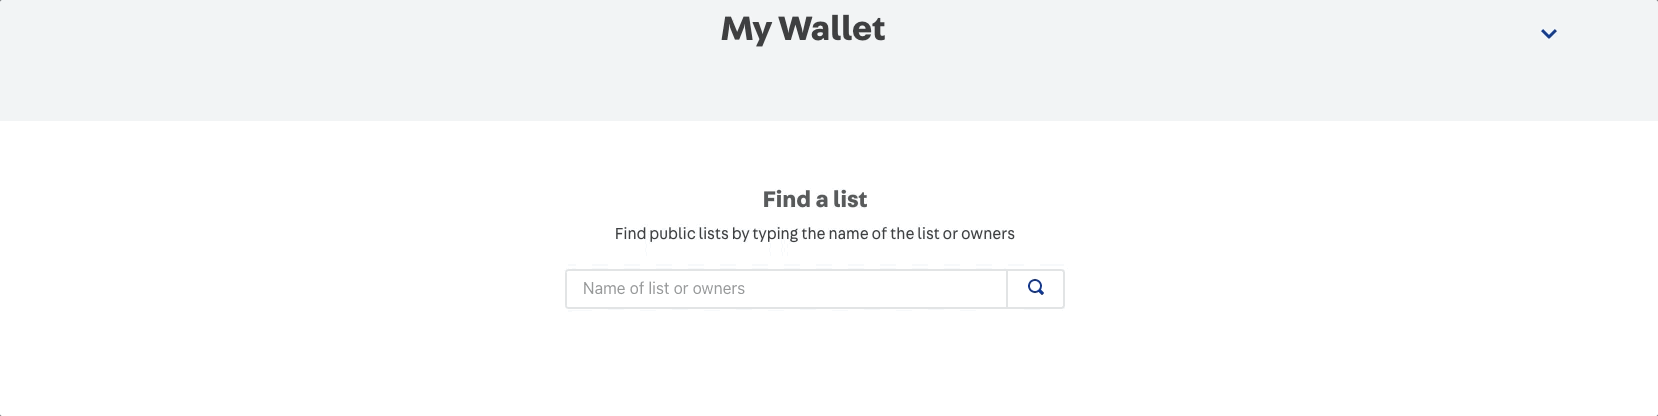 My Wallet
Find a list
Find public lists by typing the name of the list or owners
Name of list or owners